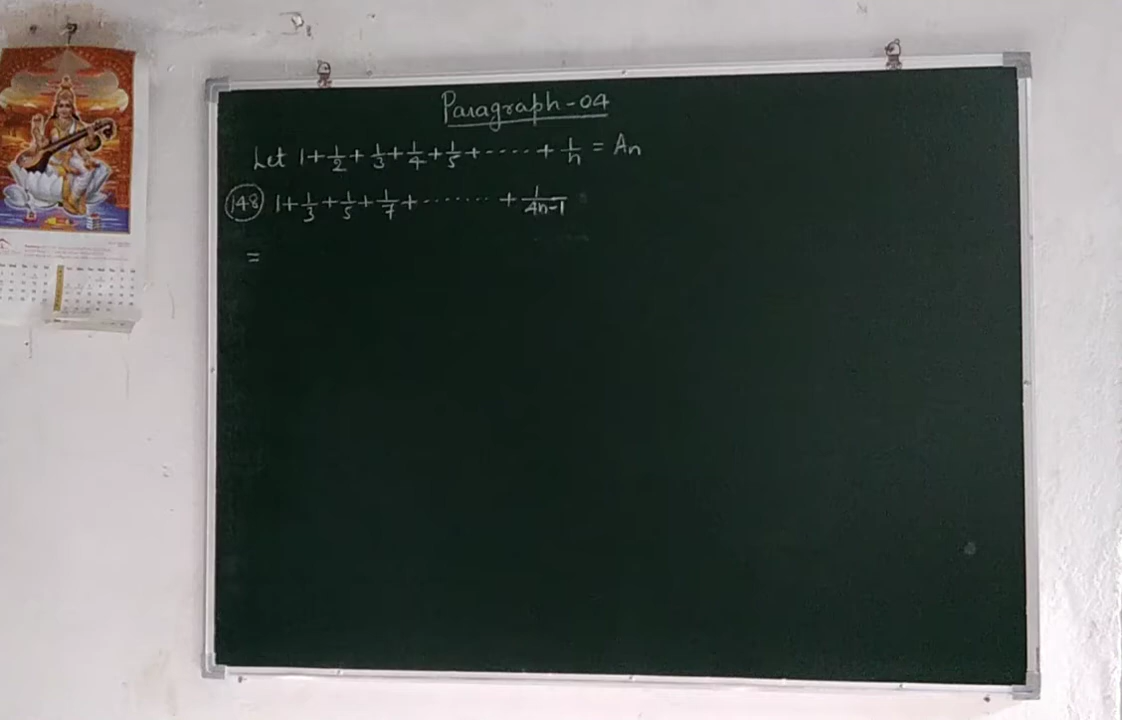 Paragraph-04
Let 1+1/2+1/3+1/4+1/5+.....+1/n = An
148 1+1/3+1/5+1/7+........+1/4n-1
=